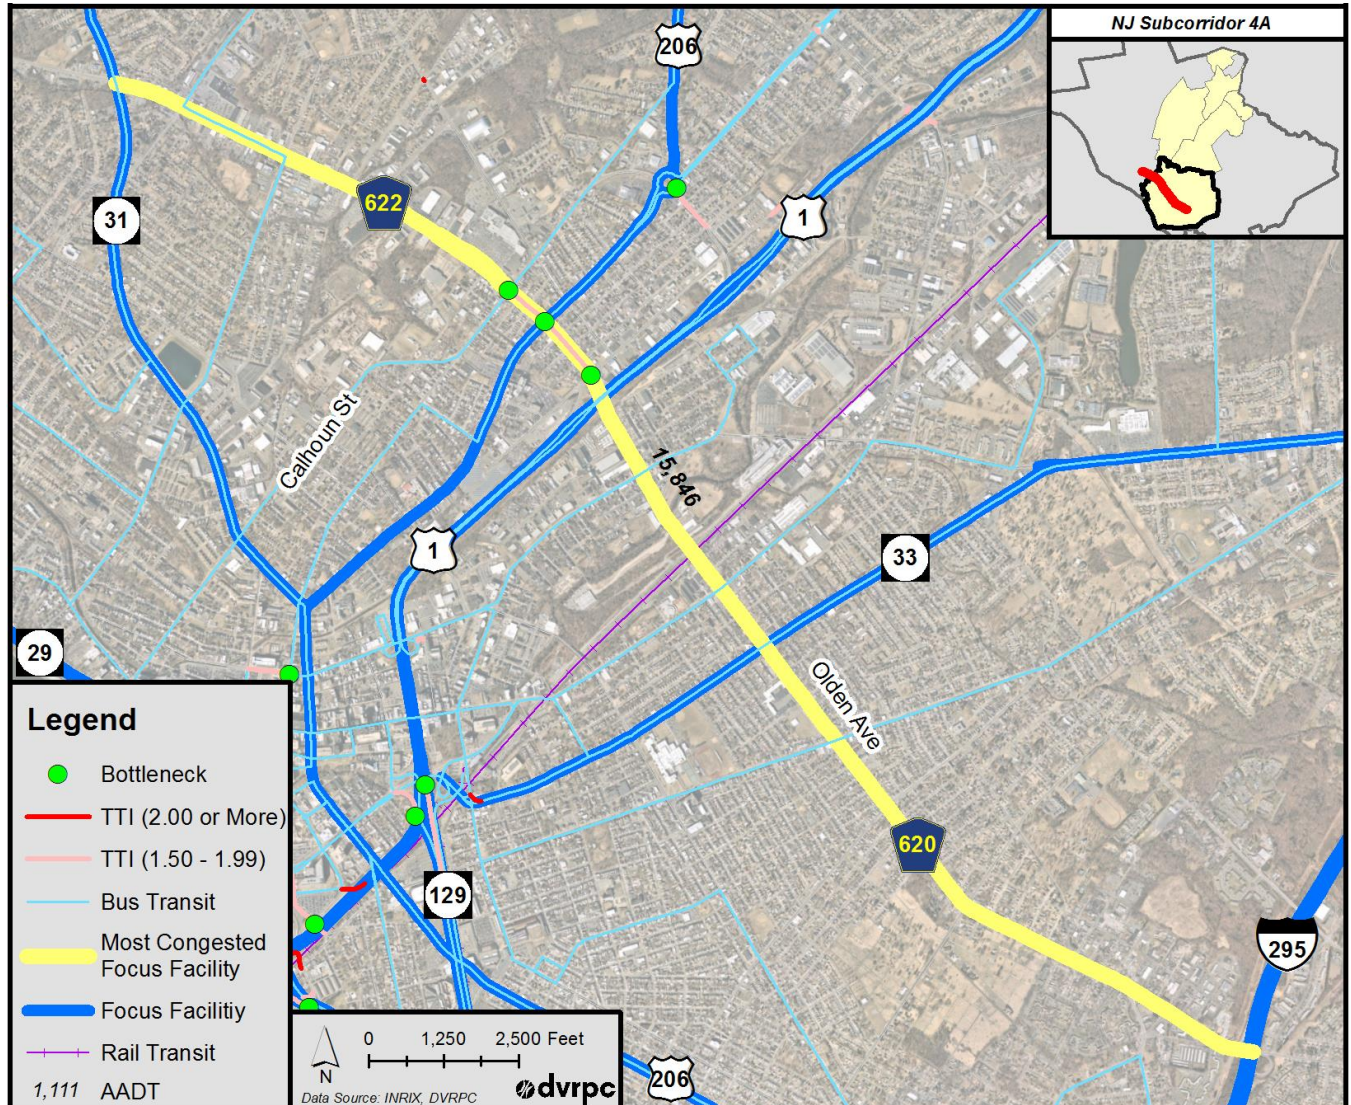 206
NJ Subcorridor 4A
622
31
1
Calhoun St
15,846
1
33
29
Olden Ave
620
129
295
206
Legend
Bottleneck
TTI (2.00 or More)
TTI (1.50 - 1.99)
Bus Transit
Most Congested
Focus Facility
Focus Facilitiy
Rail Transit
1,111 AADT
0 1,250 2,500 Feet
N
Data Source: INRIX, DVRPC
dvrpc